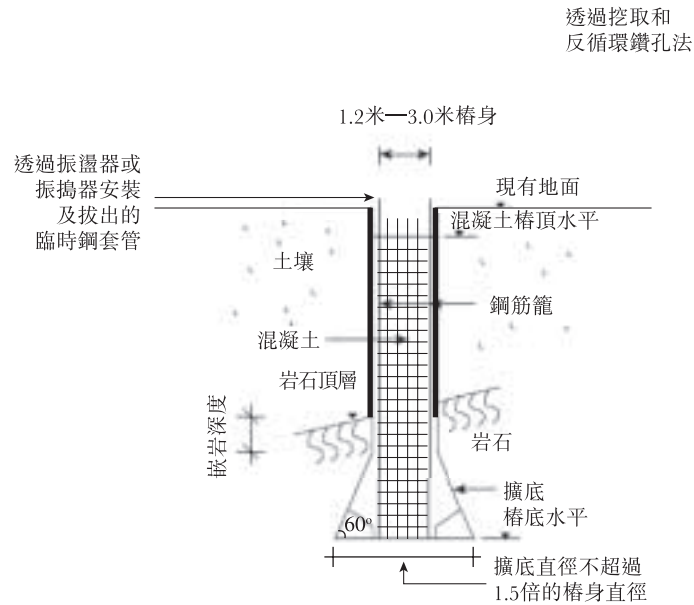 透過挖取和
反循環鑽孔法
1.2米—3.0米樁身
透過振盪器或
振搗器安裝
及拔出的
臨時鋼套管
現有地面
混凝土樁頂水平
土壤
鋼筋籠
混凝土
岩石頂層
嵌岩深度
岩石
擴底
樁底水平
60°
擴底直徑不超過
1.5倍的樁身直徑